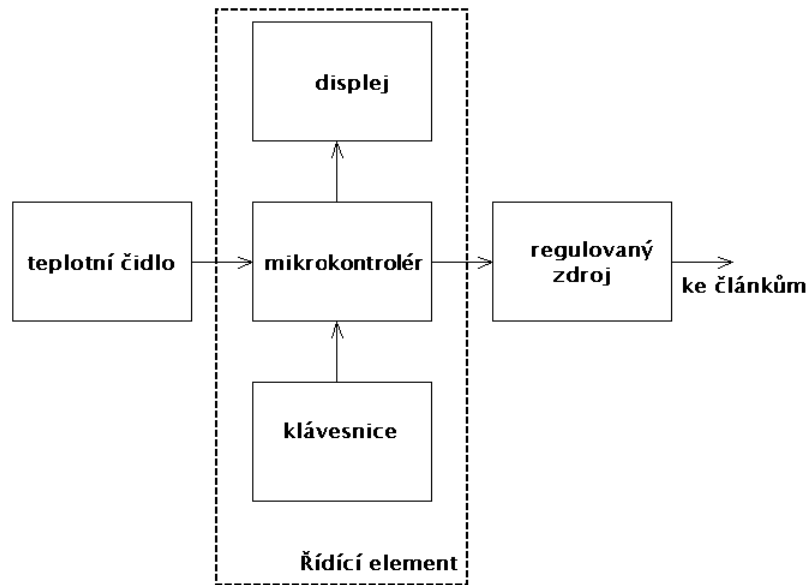 displej
teplotní čidlo
mikrokontrolér
regulovaný
zdroj
ke článkům
klávesnice
Řídící element